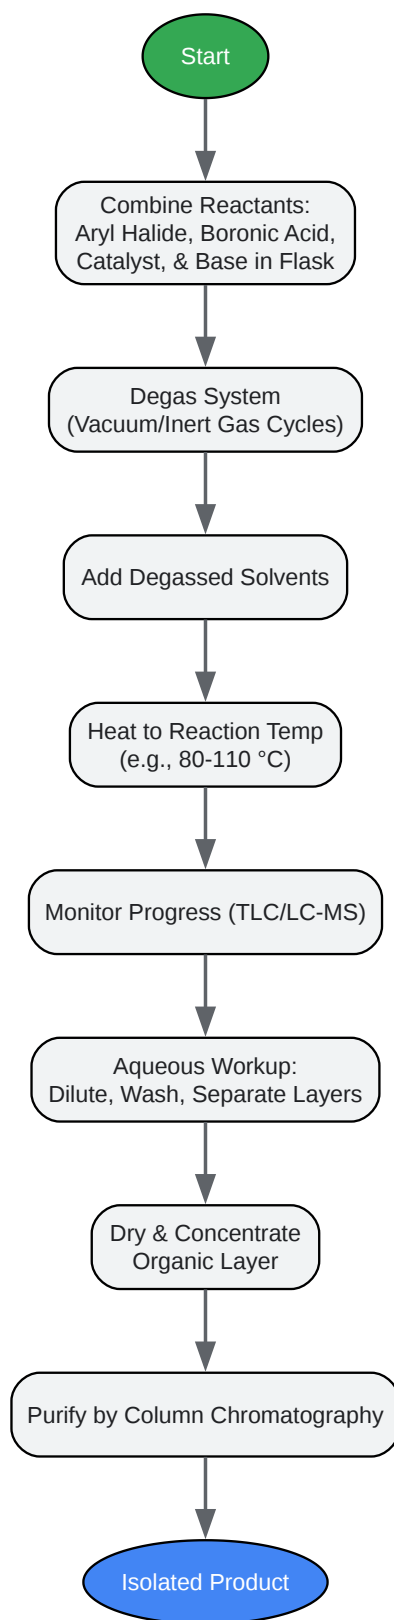 Start
Combine Reactants:
Aryl Halide, Boronic Acid,
Catalyst, & Base in Flask
Degas System
(Vacuum/Inert Gas Cycles)
Add Degassed Solvents
Heat to Reaction Temp
(e.g., 80-110 °C)
Monitor Progress (TLC/LC-MS)
Aqueous Workup:
Dilute, Wash, Separate Layers
Dry & Concentrate
Organic Layer
Purify by Column Chromatography
Isolated Product